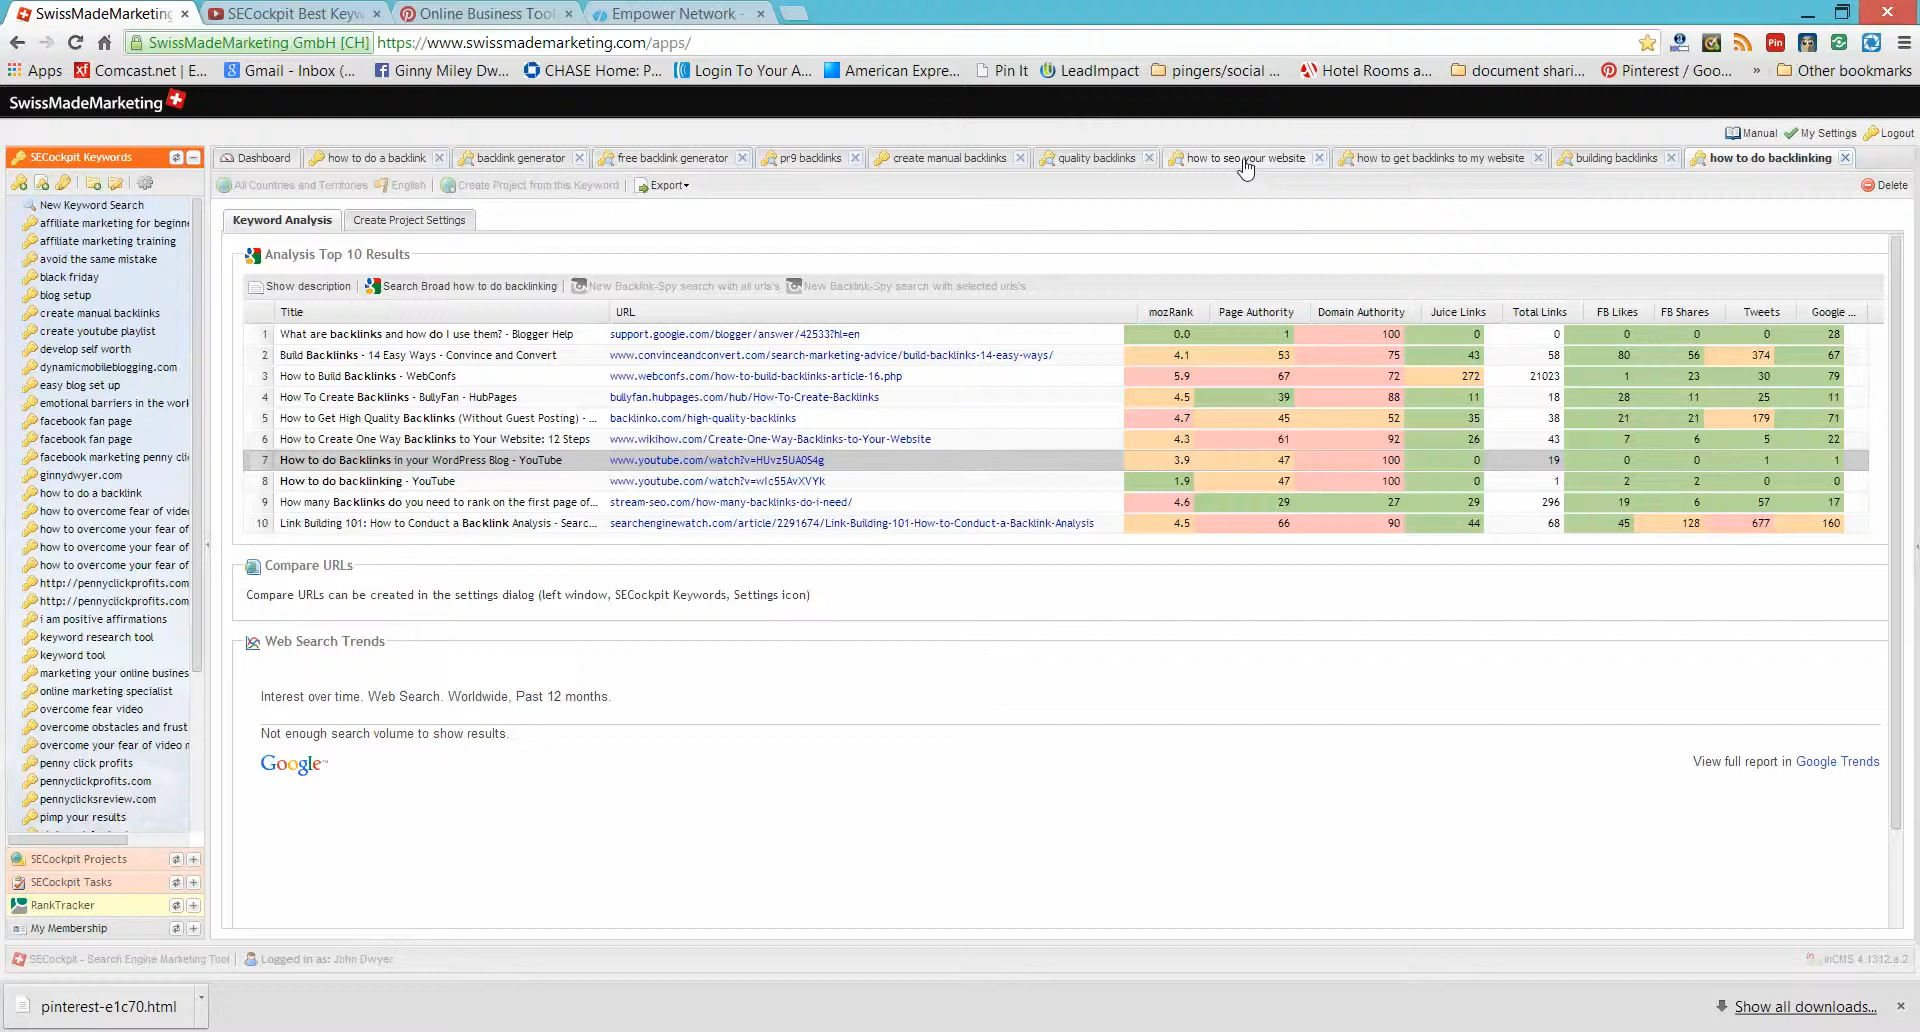 SwissMadeMarketing
SECockpit Best Keyw
Online Business Tool
Empower Network -
SwissMadeMarketing GmbH [CH] https://www.swissmademarketing.com/apps/
Apps Comcast.net | E... Gmail - Inbox (... Ginny Miley Dw... CHASE Home: P... Login To Your A... American Expre... Pin It LeadImpact pingers/social ... Hotel Rooms a... document shari... Pinterest / Goo... » Other bookmarks
SwissMadeMarketing
Manual My Settings Logout
SECockpit Keywords
Dashboard how to do a backlink backlink generator free backlink generator pr9 backlinks create manual backlinks quality backlinks how to seo your website how to get backlinks to my website building backlinks how to do backlinking
All Countries and Territories English Create Project from this Keyword Export Delete
New Keyword Search
affiliate marketing for beginne
affiliate marketing training
avoid the same mistake
black friday
blog setup
create manual backlinks
create youtube playlist
develop self worth
dynamicmobileblogging.com
easy blog set up
emotional barriers in the work
facebook fan page
facebook fan page
facebook marketing penny cli
ginnydwyer.com
how to do a backlink
how to overcome fear of vide
how to overcome your fear of
how to overcome your fear of
how to overcome your fear of
http://pennyclickprofits.com
http://pennyclickprofits.com
i am positive affirmations
keyword research tool
keyword tool
marketing your online busines
online marketing specialist
overcome fear video
overcome obstacles and frust
overcome your fear of video m
penny click profits
pennyclickprofits.com
pennyclicksreview.com
pimp your results
SECockpit Projects
SECockpit Tasks
RankTracker
My Membership
Keyword Analysis Create Project Settings
Analysis Top 10 Results
Show description Search Broad how to do backlinking New Backlink-Spy search with all url's New Backlink-Spy search with selected url's
Title URL mozRank Page Authority Domain Authority Juice Links Total Links FB Likes FB Shares Tweets Google ...
1 What are backlinks and how do I use them? - Blogger Help support.google.com/blogger/answer/42533?hl=en 0.0 1 100 0 0 0 0 0 28
2 Build Backlinks - 14 Easy Ways - Convince and Convert www.convinceandconvert.com/search-marketing-advice/build-backlinks-14-easy-ways/ 4.1 53 75 43 58 80 56 374 67
3 How to Build Backlinks - WebConfs www.webconfs.com/how-to-build-backlinks-article-16.php 5.9 67 72 272 21023 1 23 30 79
4 How To Create Backlinks - BullyFan - HubPages bullyfan.hubpages.com/hub/How-To-Create-Backlinks 4.5 39 88 11 18 28 11 25 11
5 How to Get High Quality Backlinks (Without Guest Posting) - ... backlinko.com/high-quality-backlinks 4.7 45 52 35 38 21 21 179 71
6 How to Create One Way Backlinks to Your Website: 12 Steps www.wikihow.com/Create-One-Way-Backlinks-to-Your-Website 4.3 61 92 26 43 7 6 5 22
7 How to do Backlinks in your WordPress Blog - YouTube www.youtube.com/watch?v=HUvz5UA0S4g 3.9 47 100 0 19 0 0 1 1
8 How to do backlinking - YouTube www.youtube.com/watch?v=wIc55AvXVYk 1.9 47 100 0 1 2 2 0 0
9 How many Backlinks do you need to rank on the first page of... stream-seo.com/how-many-backlinks-do-i-need/ 4.6 29 27 29 296 19 6 57 17
10 Link Building 101: How to Conduct a Backlink Analysis - Searc... searchenginewatch.com/article/2291674/Link-Building-101-How-to-Conduct-a-Backlink-Analysis 4.5 66 90 44 68 45 128 677 160
Compare URLs
Compare URLs can be created in the settings dialog (left window, SECockpit Keywords, Settings icon)
Web Search Trends
Interest over time. Web Search. Worldwide, Past 12 months.
Not enough search volume to show results.
Google™
View full report in Google Trends
SECockpit - Search Engine Marketing Tool Logged in as: John Dwyer inCMS 4.1312.a.2
pinterest-e1c70.html
Show all downloads...